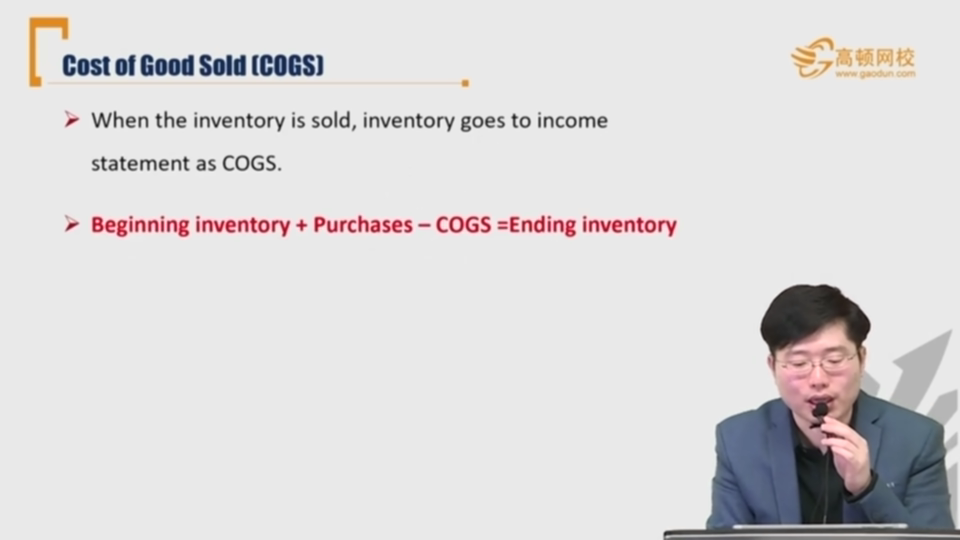 Cost of Good Sold (COGS)
高顿网校
www.gaodun.com
When the inventory is sold, inventory goes to income
statement as COGS.
Beginning inventory + Purchases – COGS =Ending inventory